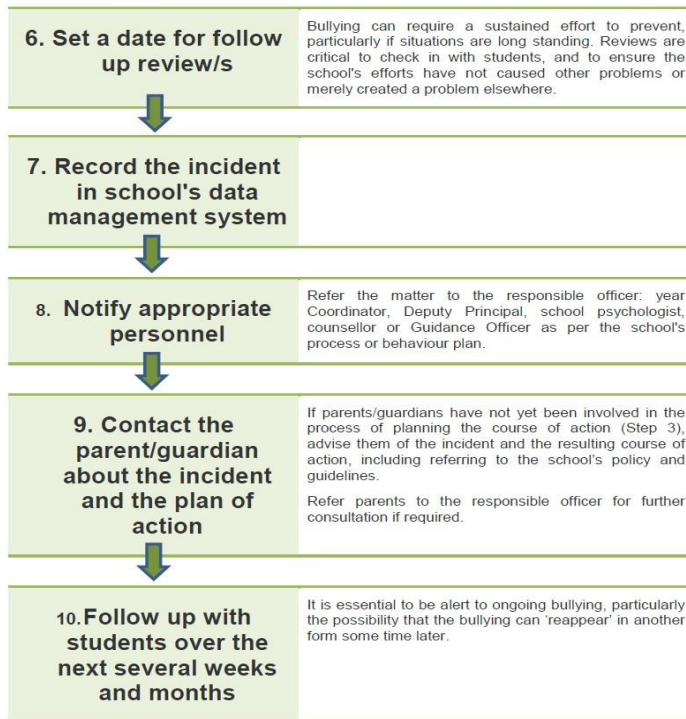 6. Set a date for follow
up review/s
Bullying can require a sustained effort to prevent,
particularly if situations are long standing. Reviews are
critical to check in with students, and to ensure the
school's efforts have not caused other problems or
merely created a problem elsewhere.
7. Record the incident
in school's data
management system
8. Notify appropriate
personnel
Refer the matter to the responsible officer: year
Coordinator, Deputy Principal, school psychologist,
counsellor or Guidance Officer as per the school's
process or behaviour plan.
9. Contact the
parent/guardian
about the incident
and the plan of
action
If parents/guardians have not yet been involved in the
process of planning the course of action (Step 3),
advise them of the incident and the resulting course of
action, including referring to the school’s policy and
guidelines.
Refer parents to the responsible officer for further
consultation if required.
10.Follow up with
students over the
next several weeks
and months
It is essential to be alert to ongoing bullying, particularly
the possibility that the bullying can ‘reappear’ in another
form some time later.